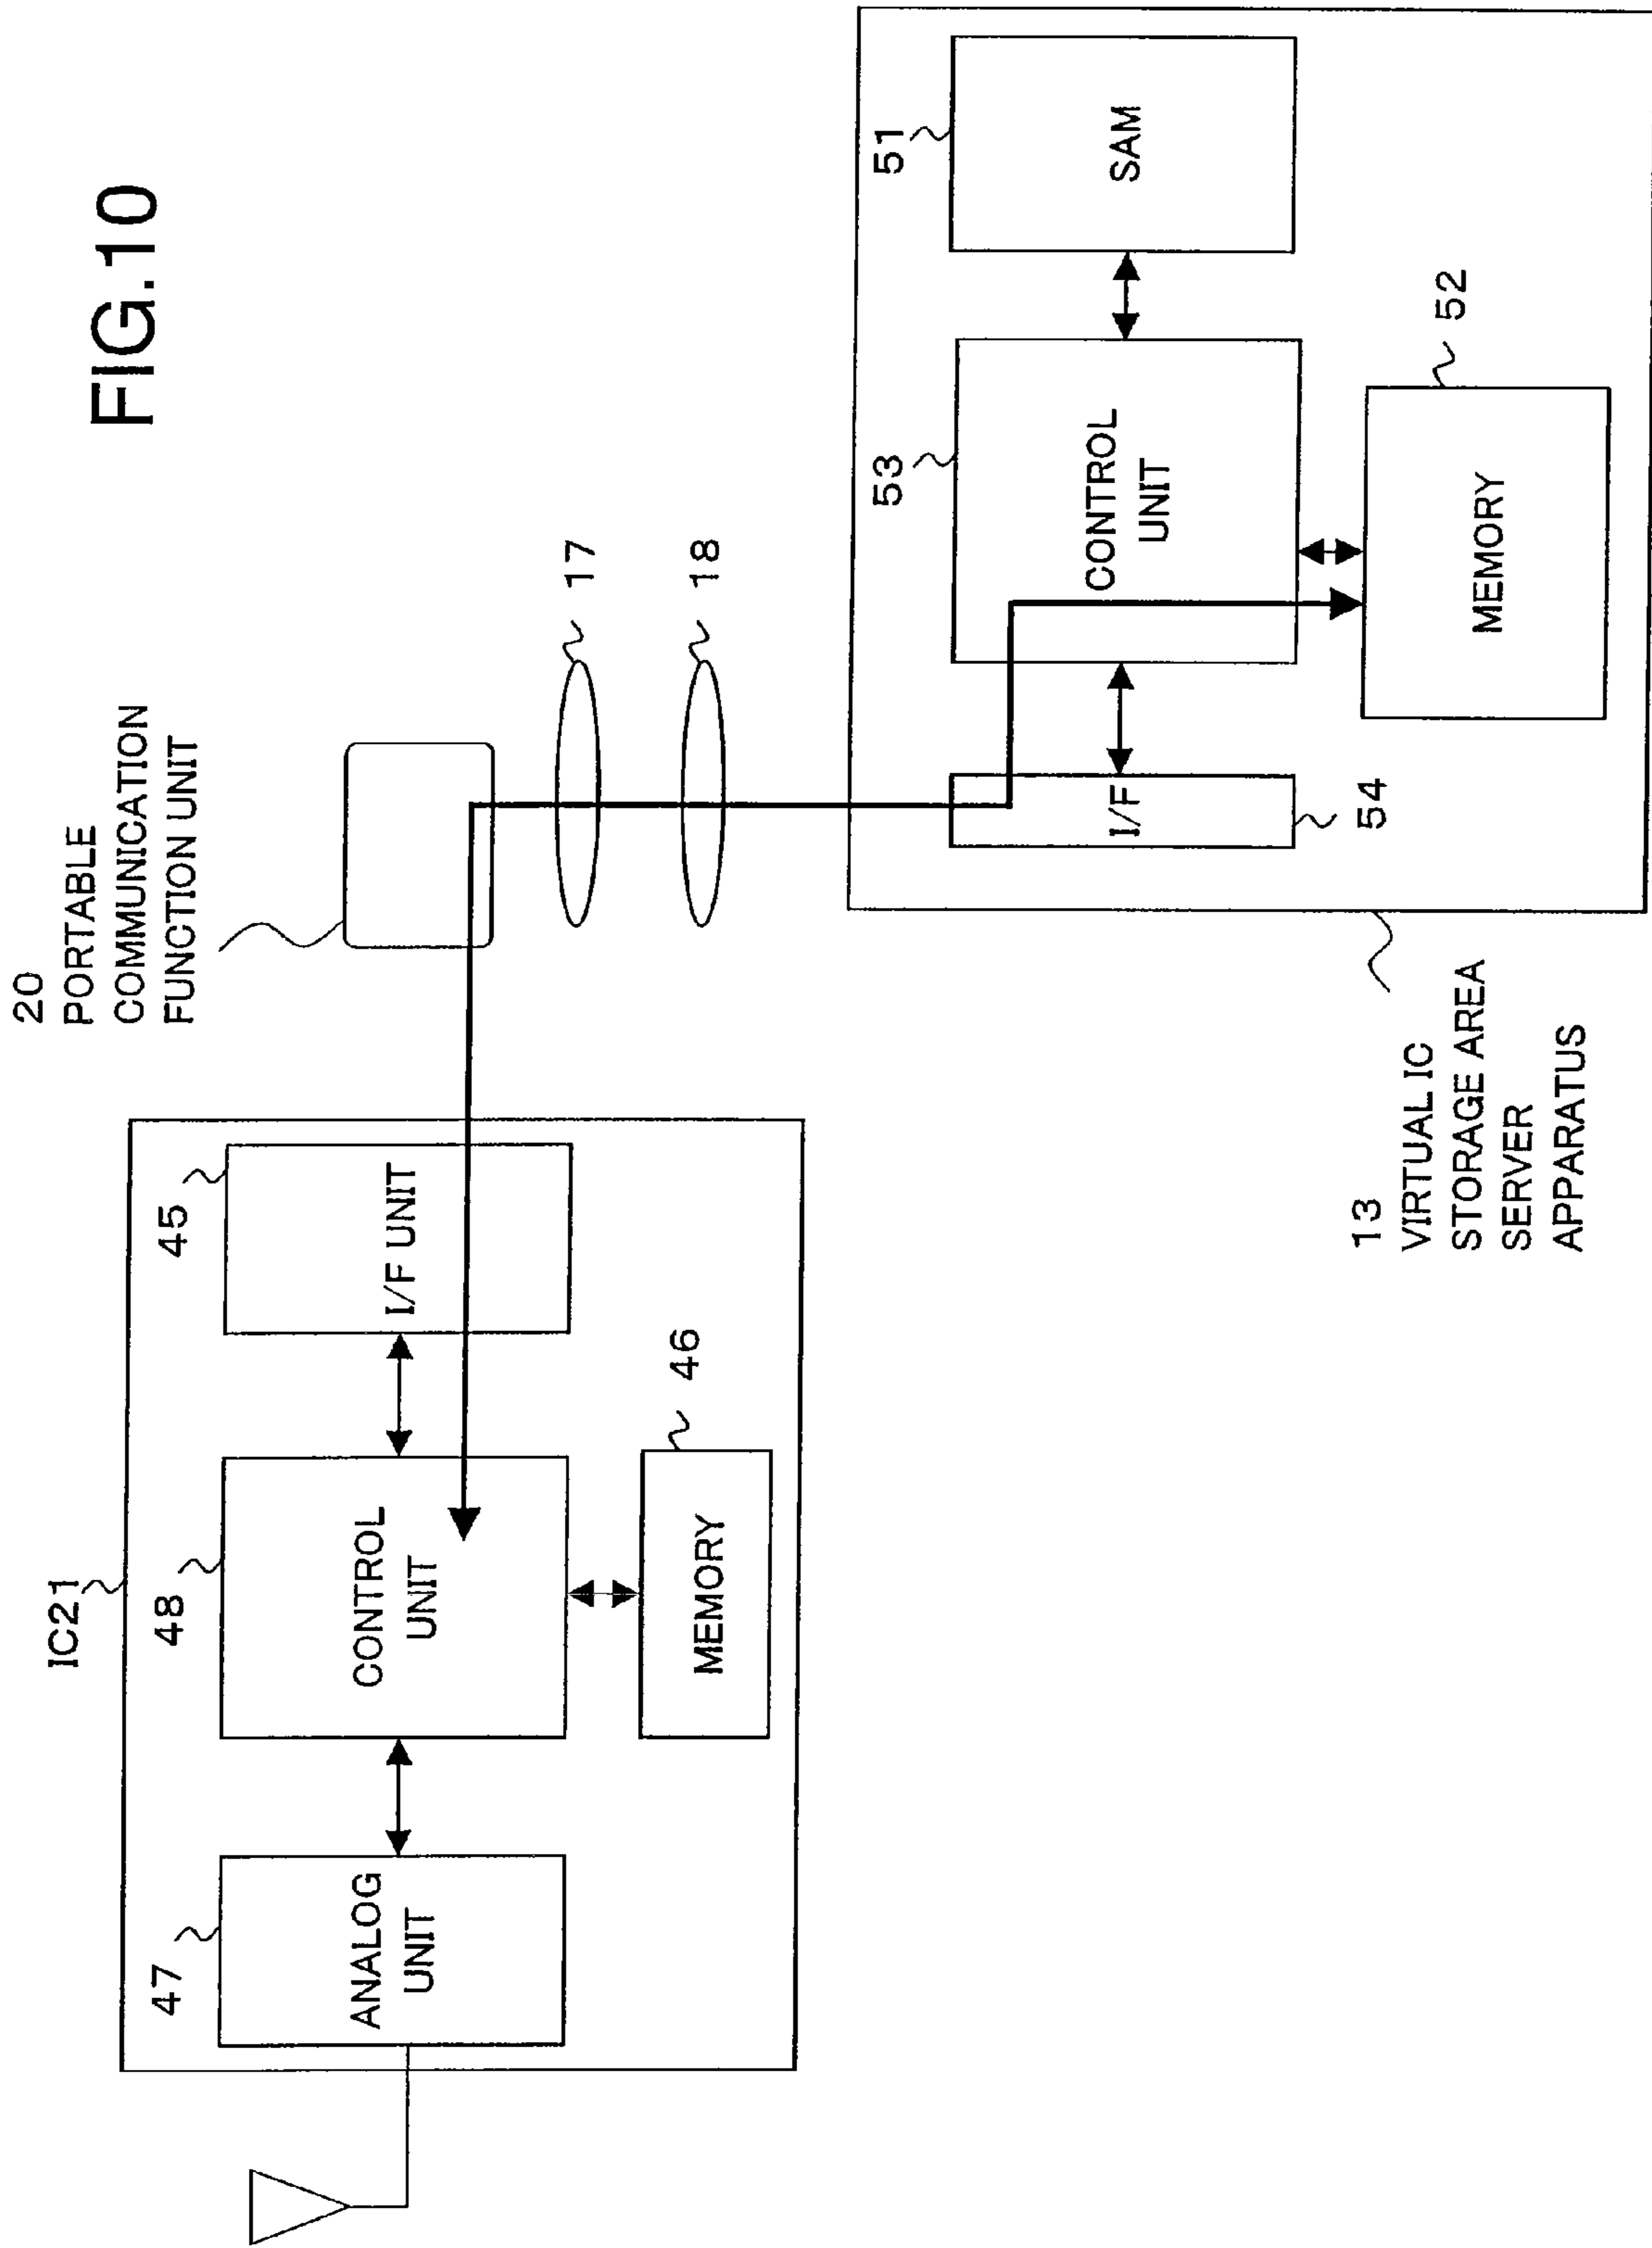 FIG.10
20
PORTABLE
COMMUNICATION
FUNCTION UNIT
IC21
47
ANALOG
UNIT
48
CONTROL
UNIT
45
I/F UNIT
46
MEMORY
17
18
13
VIRTUAL IC
STORAGE AREA
SERVER
APPARATUS
54
I/F
53
CONTROL
UNIT
51
SAM
52
MEMORY